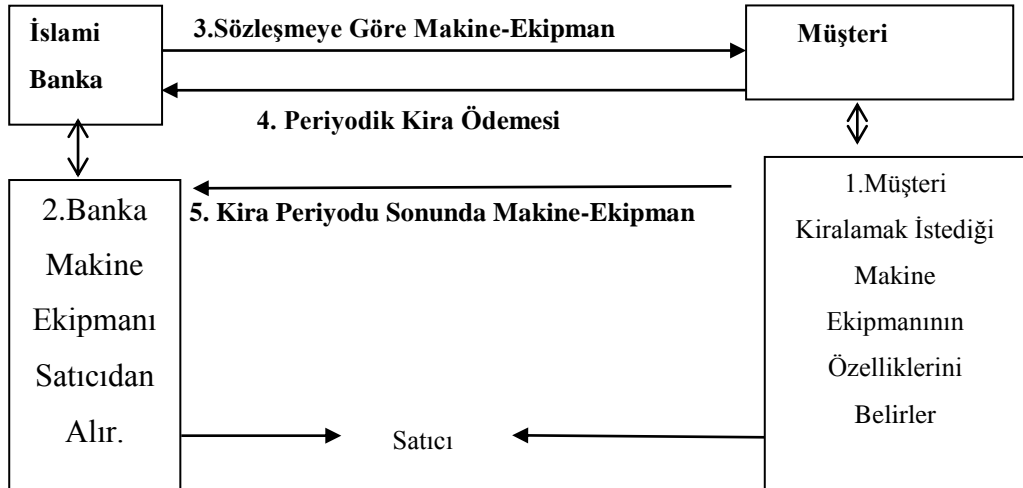 İslami
Banka
3.Sözleşmeye Göre Makine-Ekipman
Müşteri
4. Periyodik Kira Ödemesi
5. Kira Periyodu Sonunda Makine-Ekipman
2.Banka
Makine
Ekipmanı
Satıcıdan
Alır.
1.Müşteri
Kiralamak İstediği
Makine
Ekipmanının
Özelliklerini
Belirler
Satıcı